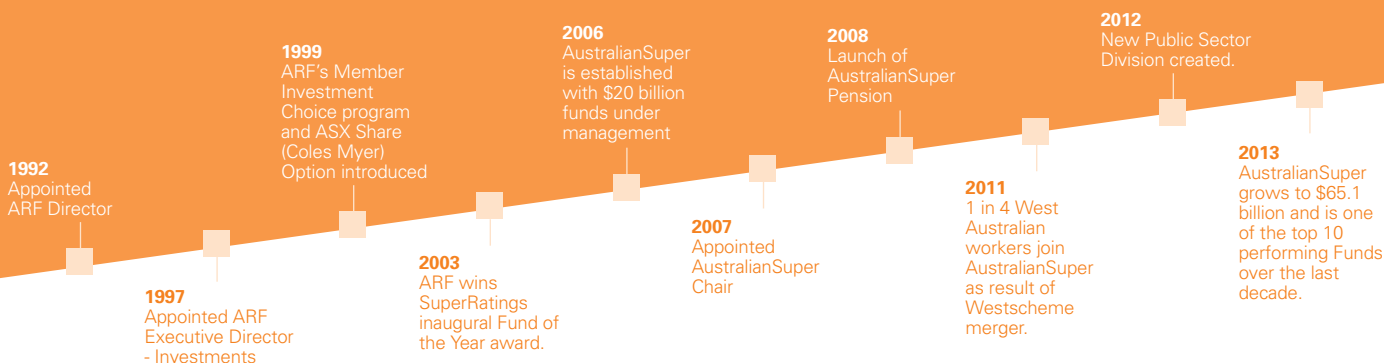 1992
Appointed
ARF Director
1997
Appointed ARF
Executive Director
- Investments
1999
ARF's Member
Investment
Choice program
and ASX Share
(Coles Myer)
Option introduced
2003
ARF wins
SuperRatings
inaugural Fund of
the Year award.
2006
AustralianSuper
is established
with $20 billion
funds under
management
2007
Appointed
AustralianSuper
Chair
2008
Launch of
AustralianSuper
Pension
2011
1 in 4 West
Australian
workers join
AustralianSuper
as result of
Westscheme
merger.
2012
New Public Sector
Division created.
2013
AustralianSuper
grows to $65.1
billion and is one
of the top 10
performing Funds
over the last
decade.